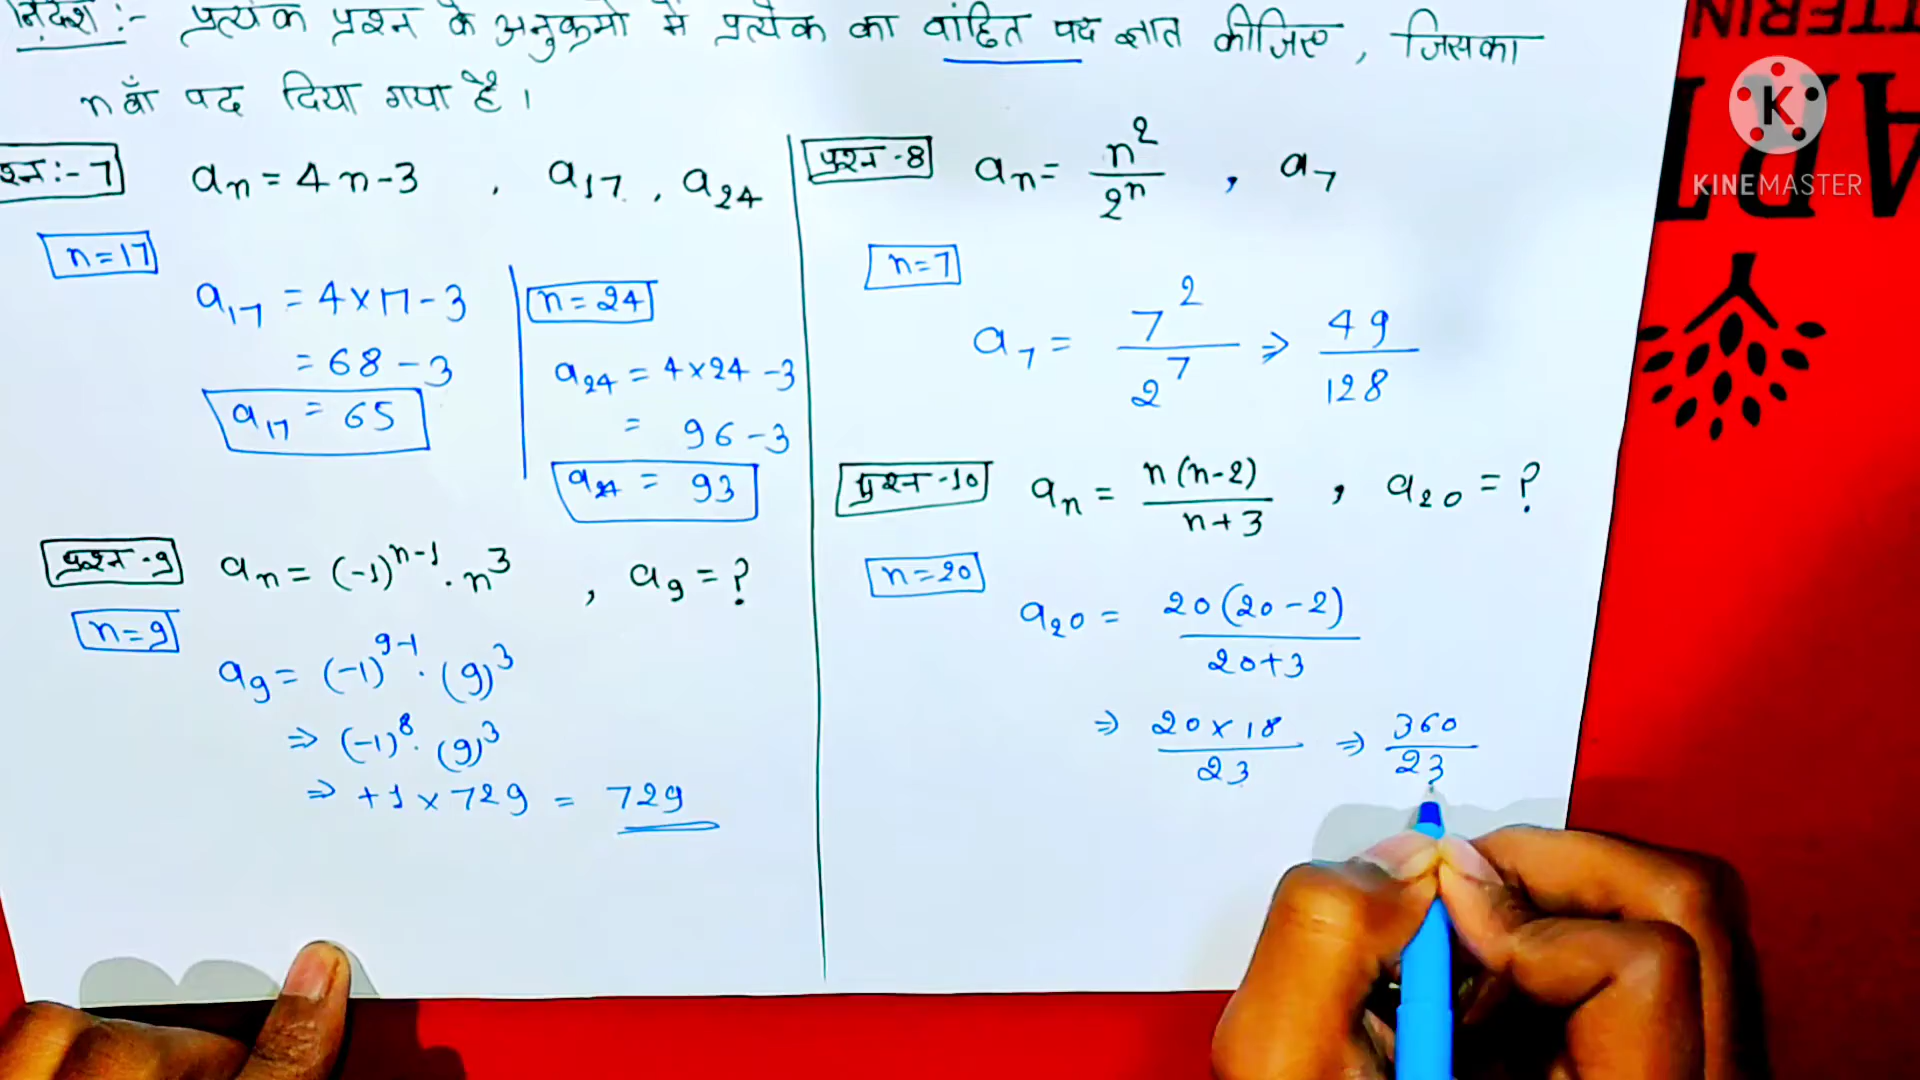 निर्देश :- प्रत्येक प्रश्न के अनुक्रमो में प्रत्येक का वांछित पद ज्ञात कीजिए , जिसका
n वाँ पद दिया गया है ।
श्न :- 7 aₙ = 4n-3 , a₁₇ , a₂₄
n = 17
a₁₇ = 4 × 17 - 3
= 68 - 3
a₁₇ = 65
n = 24
a₂₄ = 4 × 24 - 3
= 96 - 3
a₂₄ = 93
प्रश्न - 8 aₙ = n²/2ⁿ , a₇
n = 7
a₇ = 7²/2⁷ ⇒ 49/128
प्रश्न - 9 aₙ = (-1)ⁿ⁻¹ . n³ , a₉ = ?
n = 9
a₉ = (-1)⁹⁻¹ . (9)³
⇒ (-1)⁸ . (9)³
⇒ +1 × 729 = 729
प्रश्न - 10 aₙ = n(n-2)/n+3 , a₂₀ = ?
n = 20
a₂₀ = 20(20-2)/20+3
⇒ 20 × 18/23 ⇒ 360/23
K
KINEMASTER